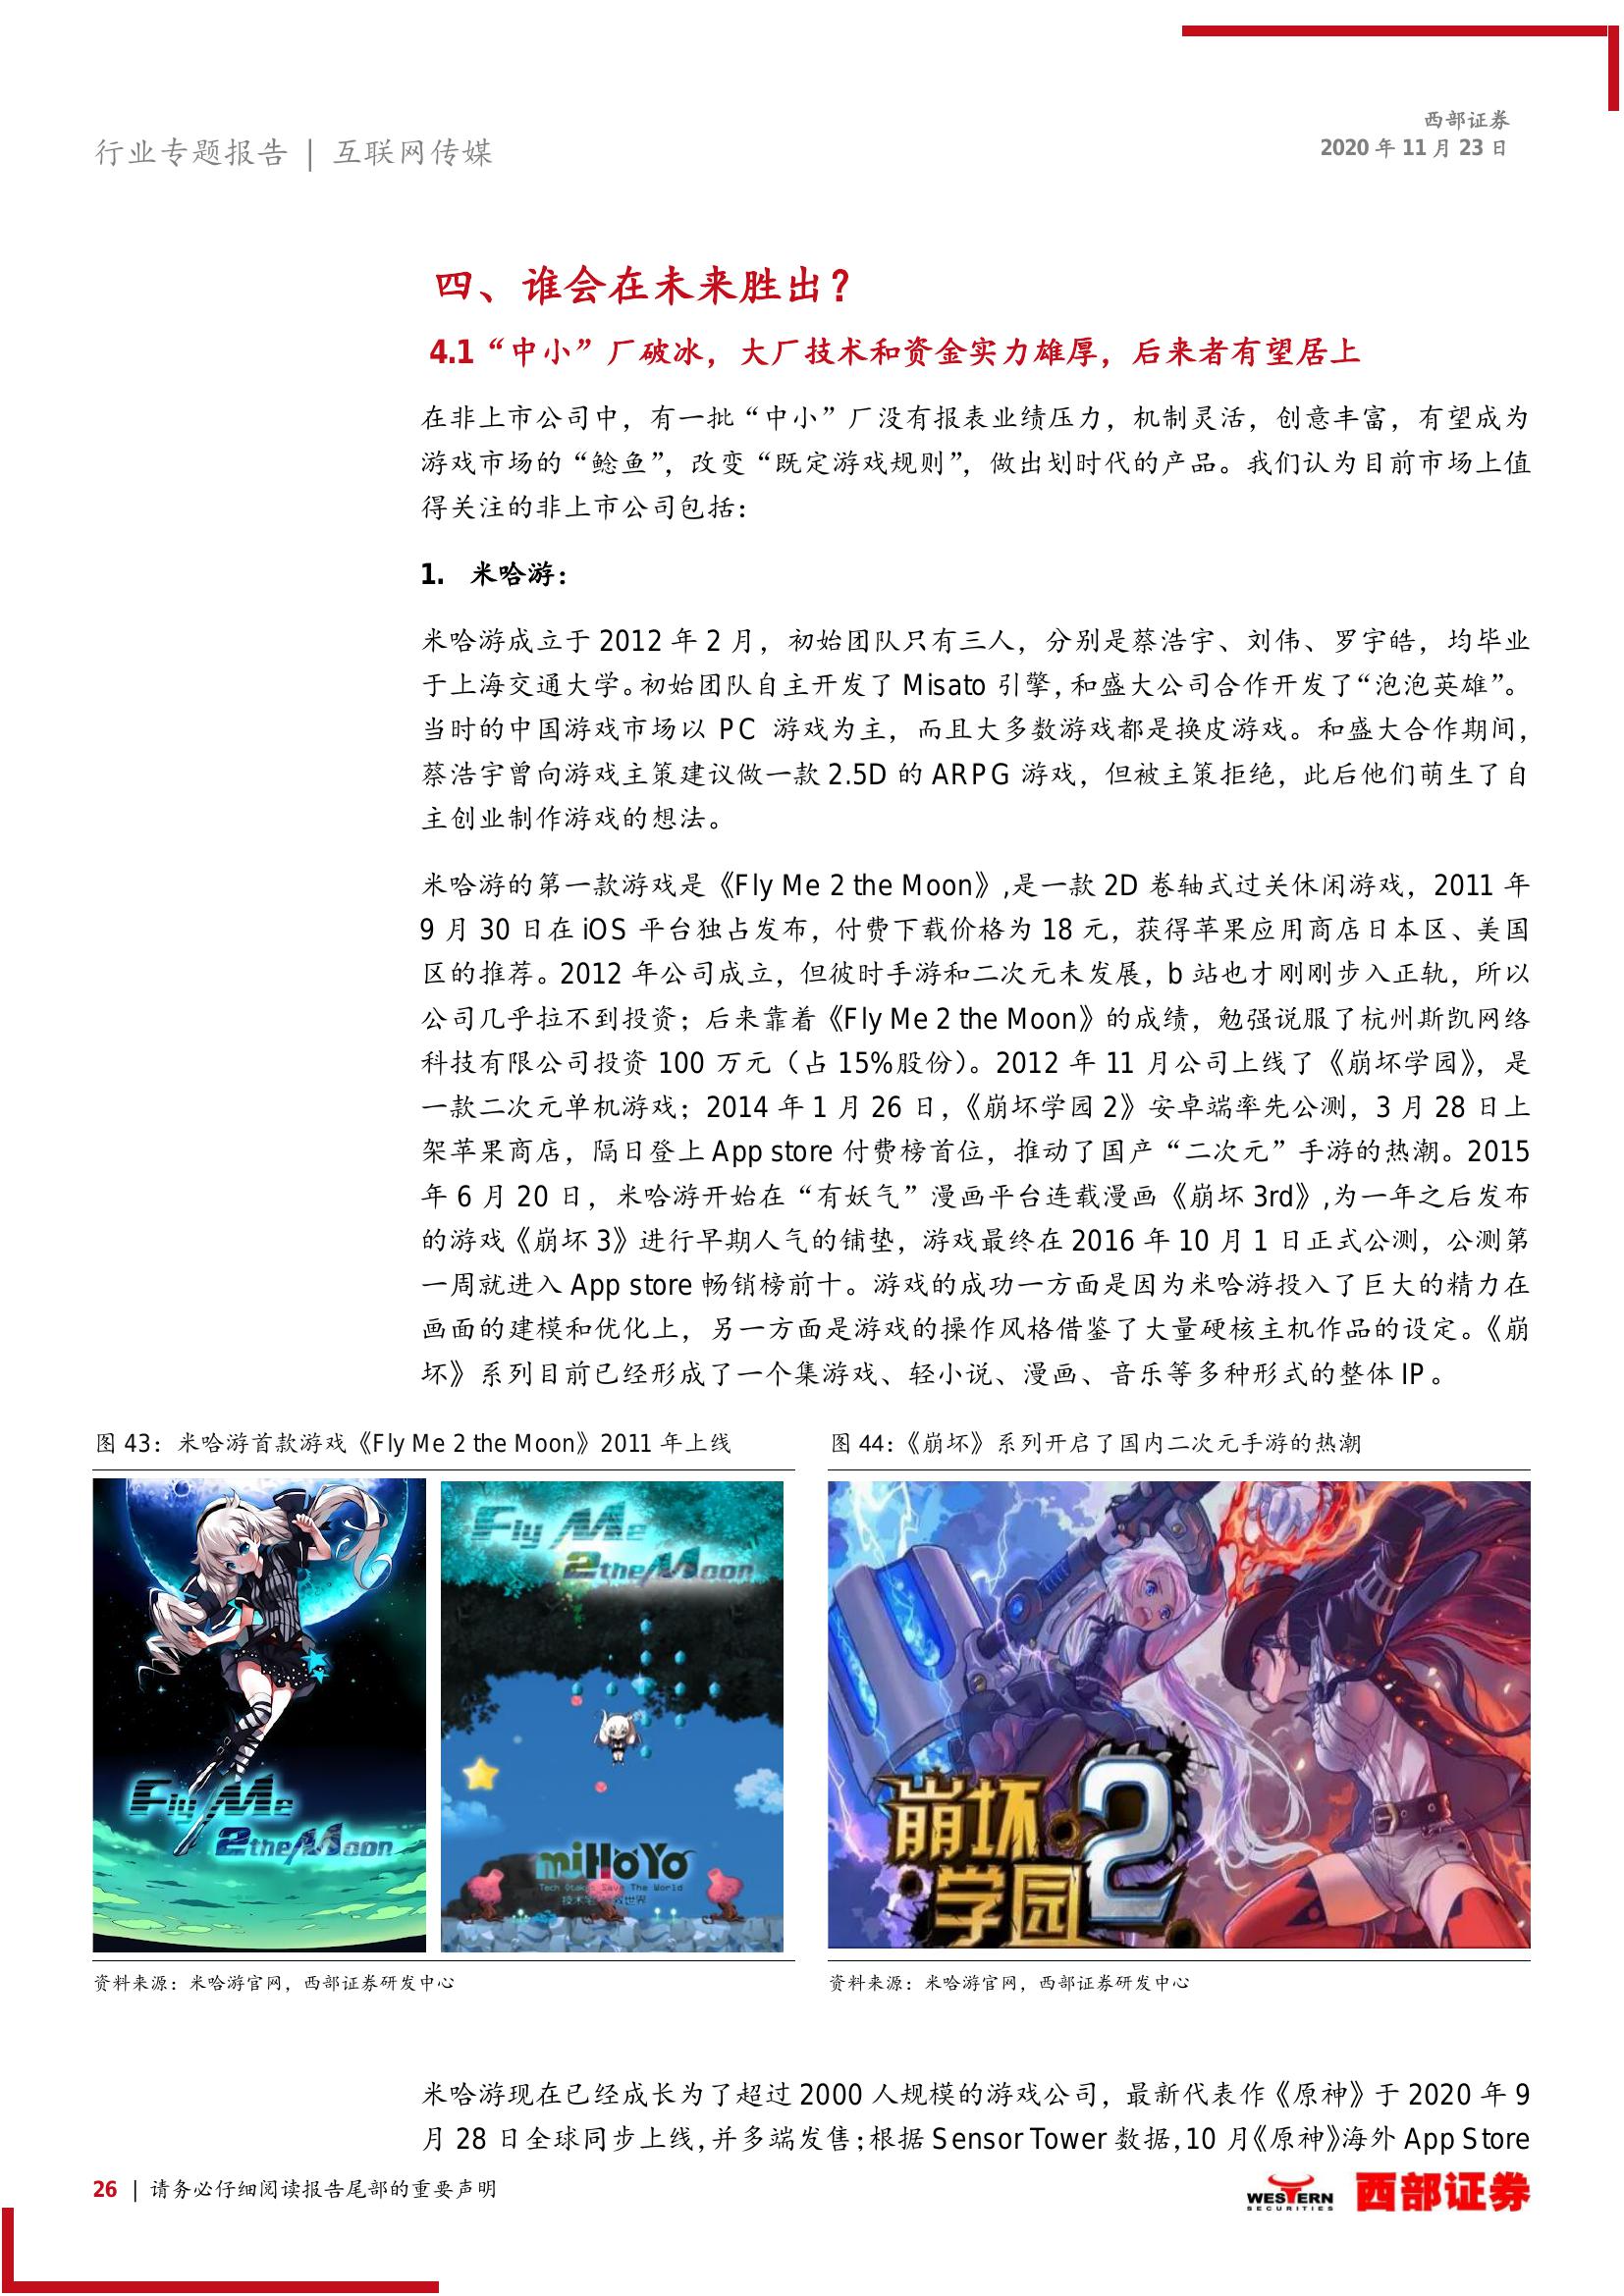 行业专题报告 | 互联网传媒
西部证券
2020 年 11 月 23 日
四、谁会在未来胜出？
4.1“中小”厂破冰，大厂技术和资金实力雄厚，后来者有望居上
在非上市公司中，有一批“中小”厂没有报表业绩压力，机制灵活，创意丰富，有望成为
游戏市场的“鲶鱼”，改变“既定游戏规则”，做出划时代的产品。我们认为目前市场上值
得关注的非上市公司包括：
1. 米哈游：
米哈游成立于 2012 年 2 月，初始团队只有三人，分别是蔡浩宇、刘伟、罗宇皓，均毕业
于上海交通大学。初始团队自主开发了 Misato 引擎，和盛大公司合作开发了“泡泡英雄”。
当时的中国游戏市场以 PC 游戏为主，而且大多数游戏都是换皮游戏。和盛大合作期间，
蔡浩宇曾向游戏主策建议做一款 2.5D 的 ARPG 游戏，但被主策拒绝，此后他们萌生了自
主创业制作游戏的想法。
米哈游的第一款游戏是《Fly Me 2 the Moon》,是一款 2D 卷轴式过关休闲游戏，2011 年
9 月 30 日在 iOS 平台独占发布，付费下载价格为 18 元，获得苹果应用商店日本区、美国
区的推荐。2012 年公司成立，但彼时手游和二次元未发展，b 站也才刚刚步入正轨，所以
公司几乎拉不到投资；后来靠着《Fly Me 2 the Moon》的成绩，勉强说服了杭州斯凯网络
科技有限公司投资 100 万元（占 15%股份）。2012 年 11 月公司上线了《崩坏学园》，是
一款二次元单机游戏；2014 年 1 月 26 日，《崩坏学园 2》安卓端率先公测，3 月 28 日上
架苹果商店，隔日登上 App store 付费榜首位，推动了国产“二次元”手游的热潮。2015
年 6 月 20 日，米哈游开始在“有妖气”漫画平台连载漫画《崩坏 3rd》,为一年之后发布
的游戏《崩坏 3》进行早期人气的铺垫，游戏最终在 2016 年 10 月 1 日正式公测，公测第
一周就进入 App store 畅销榜前十。游戏的成功一方面是因为米哈游投入了巨大的精力在
画面的建模和优化上，另一方面是游戏的操作风格借鉴了大量硬核主机作品的设定。《崩
坏》系列目前已经形成了一个集游戏、轻小说、漫画、音乐等多种形式的整体 IP。
图 43：米哈游首款游戏《Fly Me 2 the Moon》2011 年上线
图 44：《崩坏》系列开启了国内二次元手游的热潮
Fly Me
2 the Moon
Fly Me
2 the Moon
miHoYo
Tech Otakus Save The World
崩坏
学园 2
资料来源：米哈游官网，西部证券研发中心
资料来源：米哈游官网，西部证券研发中心
米哈游现在已经成长为了超过 2000 人规模的游戏公司，最新代表作《原神》于 2020 年 9
月 28 日全球同步上线，并多端发售；根据 Sensor Tower 数据，10 月《原神》海外 App Store
26 | 请务必仔细阅读报告尾部的重要声明
WESTERN
SECURITIES
西部证券